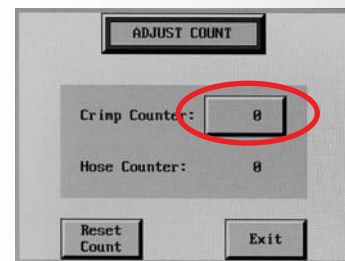 ADJUST COUNT
Crimp Counter: 0
Hose Counter: 0
Reset
Count
Exit